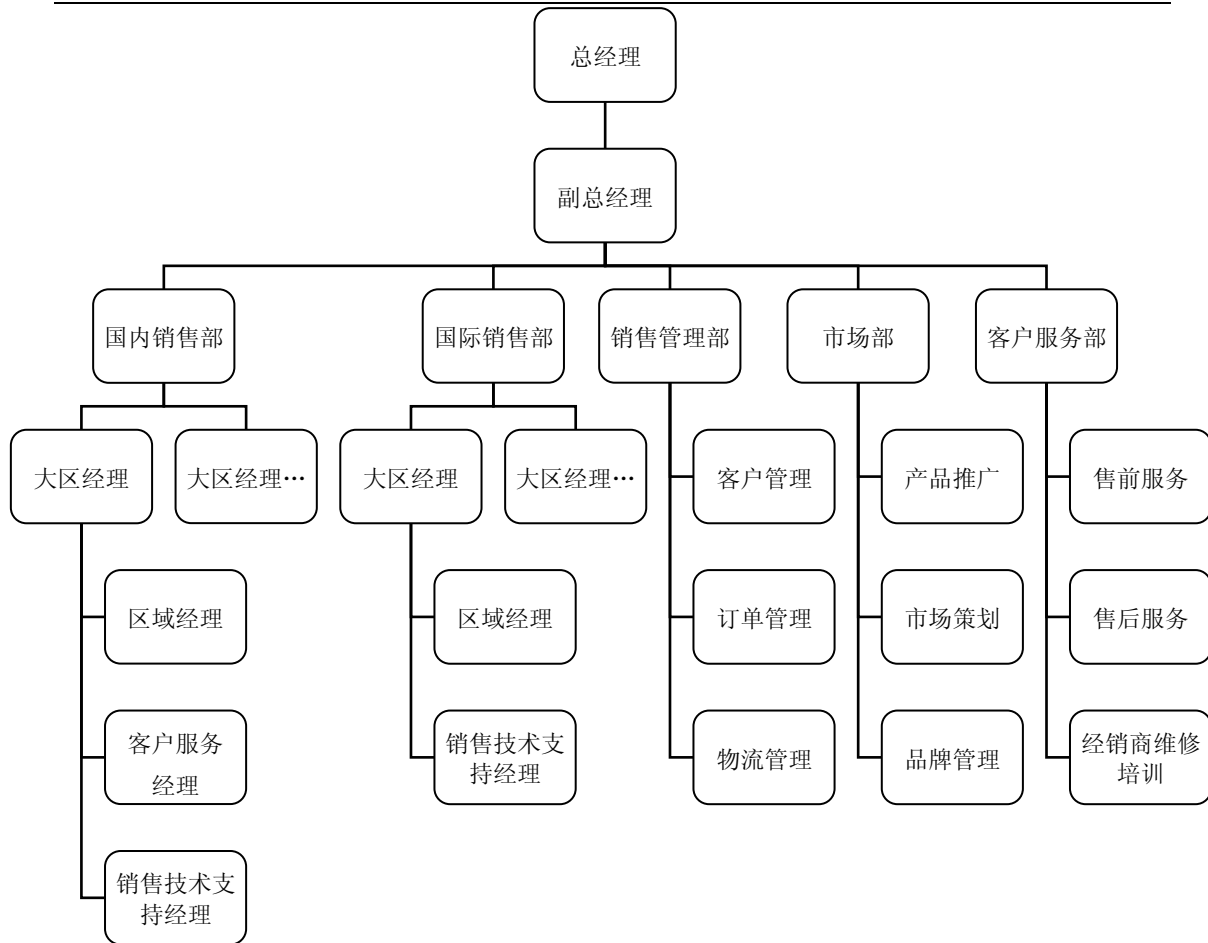 总经理
副总经理
国内销售部
国际销售部
销售管理部
市场部
客户服务部
大区经理
大区经理…
大区经理
大区经理…
客户管理
产品推广
售前服务
区域经理
区域经理
订单管理
市场策划
售后服务
客户服务
经理
销售技术支
持经理
物流管理
品牌管理
经销商维修
培训
销售技术支
持经理